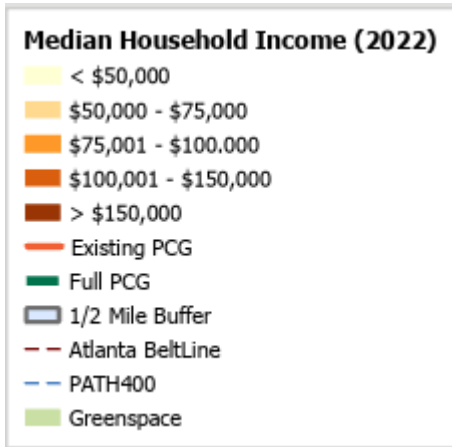 Median Household Income (2022)
< $50,000
$50,000 - $75,000
$75,001 - $100.000
$100,001 - $150,000
> $150,000
Existing PCG
Full PCG
1/2 Mile Buffer
Atlanta BeltLine
PATH400
Greenspace